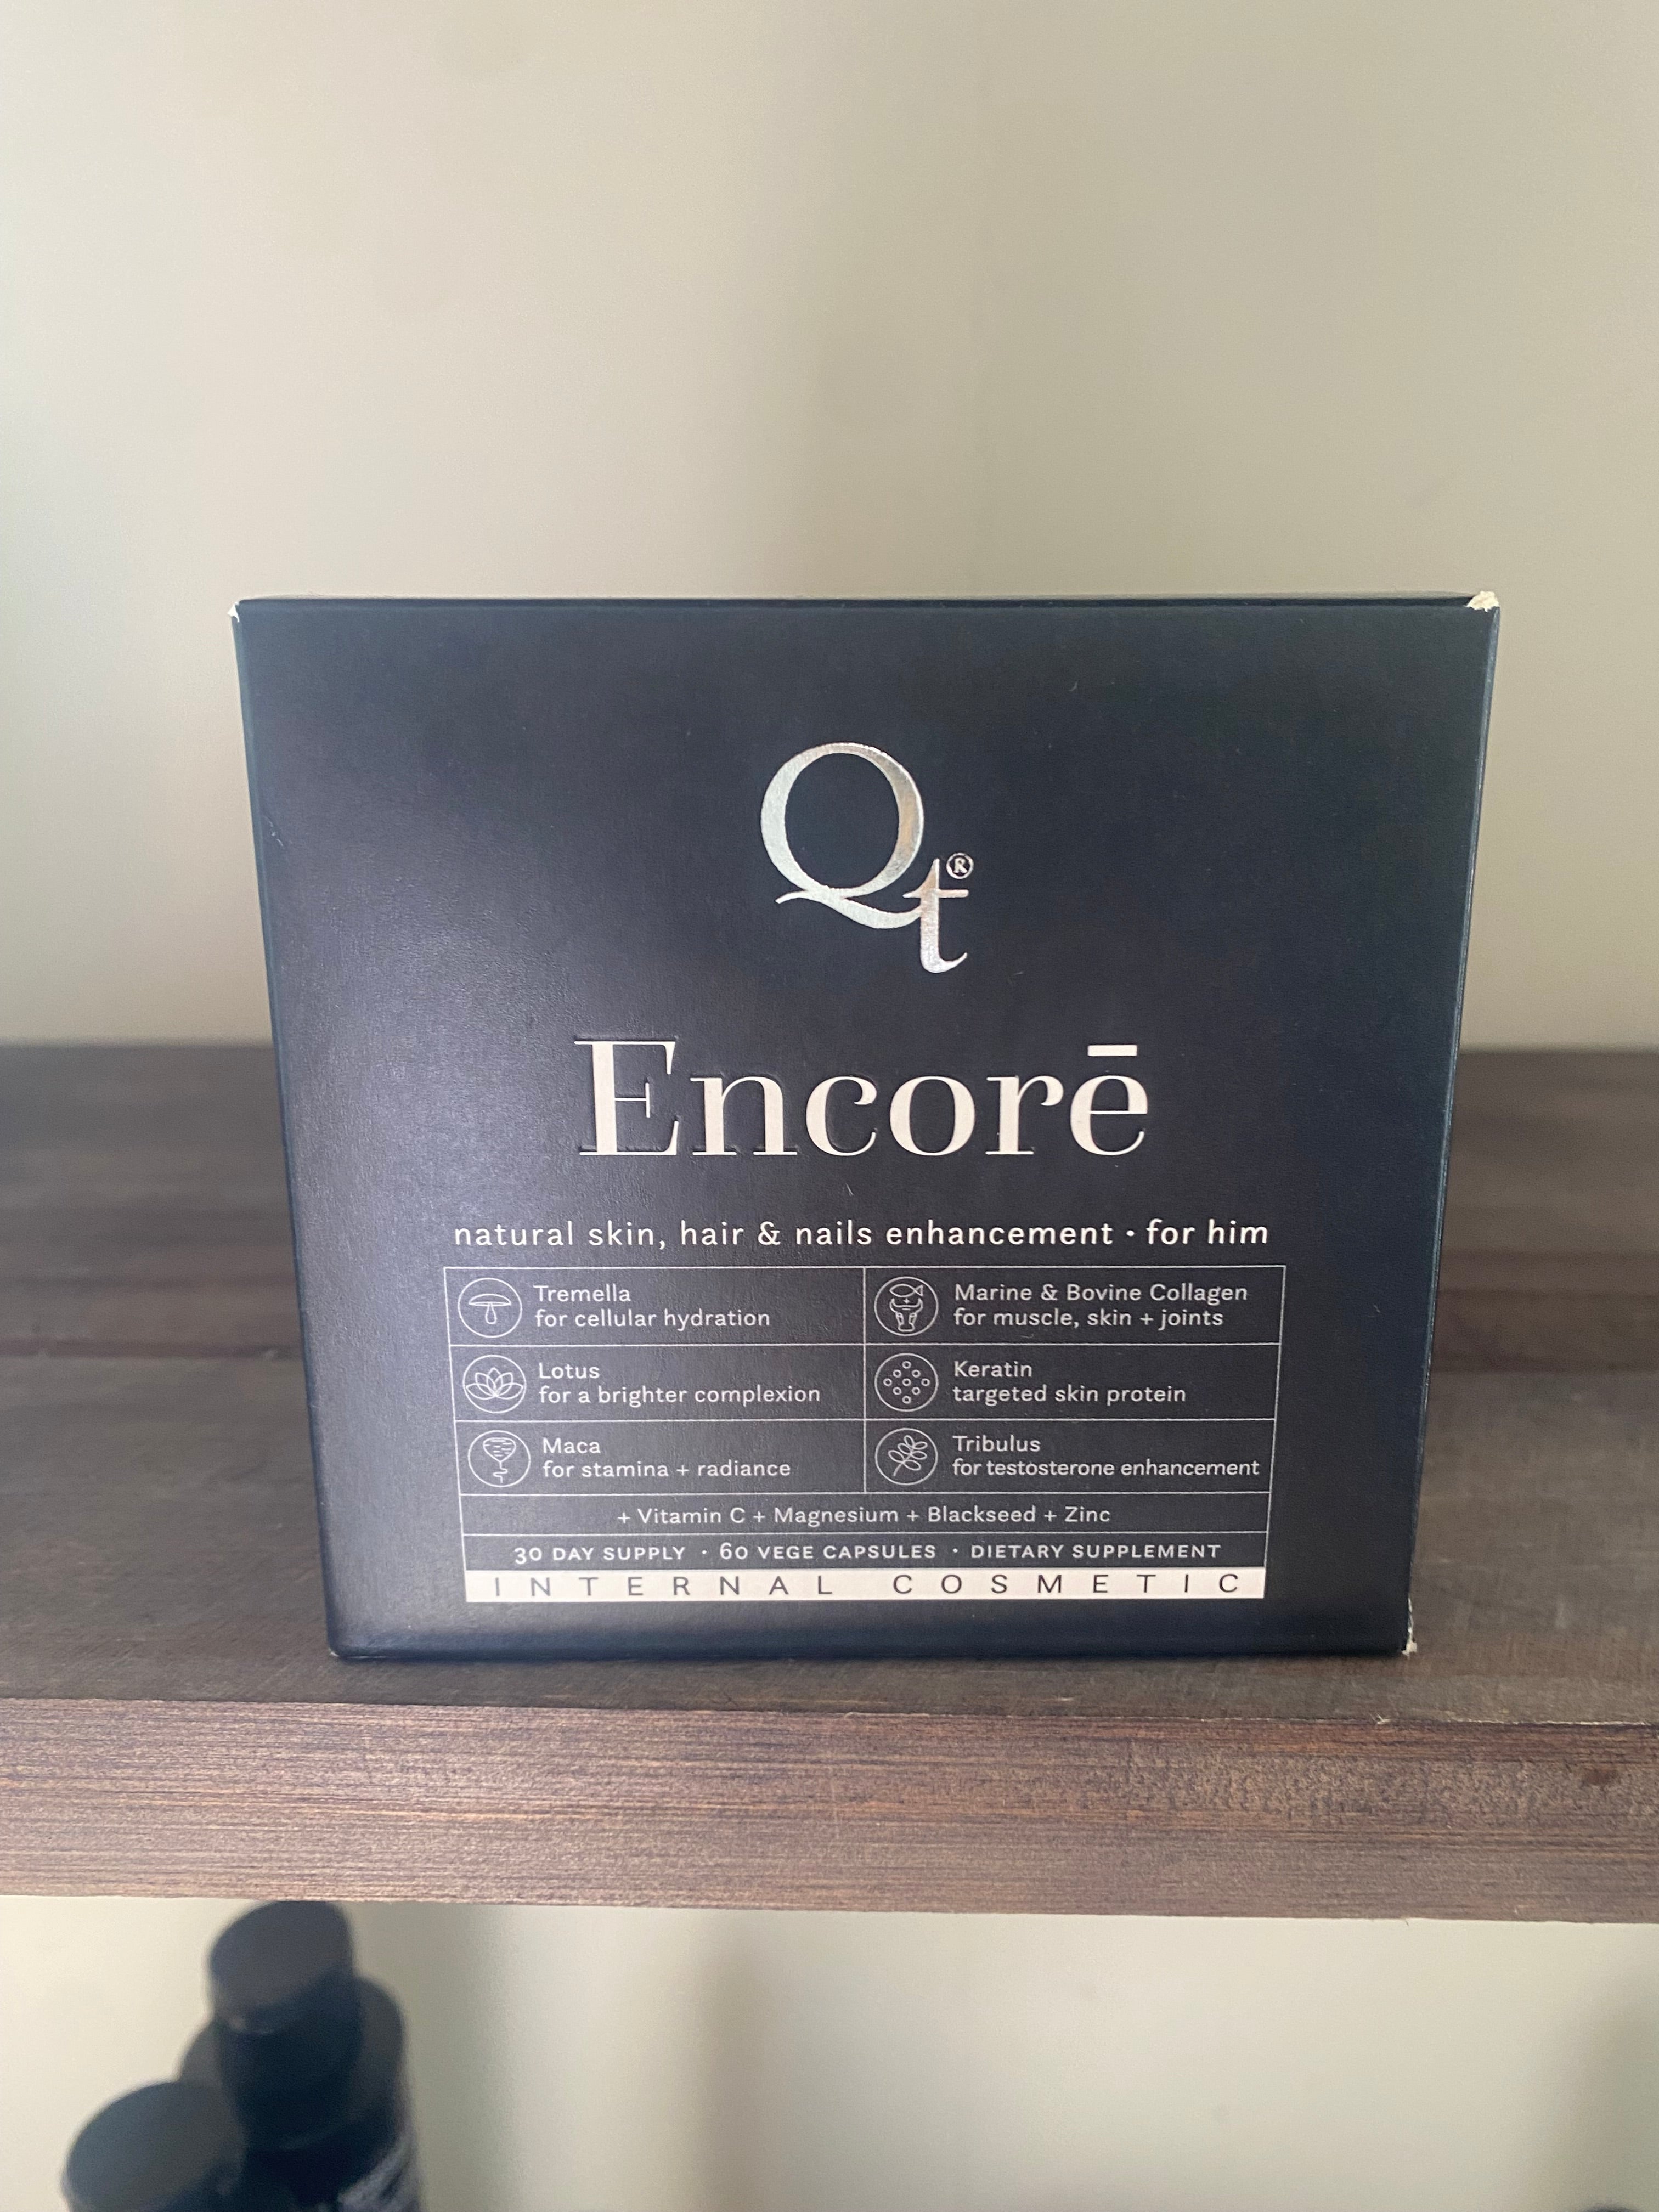 Qt®
Encorē
natural skin, hair & nails enhancement • for him
Tremella
for cellular hydration
Marine & Bovine Collagen
for muscle, skin + joints
Lotus
for a brighter complexion
Keratin
targeted skin protein
Maca
for stamina + radiance
Tribulus
for testosterone enhancement
+ Vitamin C + Magnesium + Blackseed + Zinc
30 DAY SUPPLY • 60 VEGE CAPSULES • DIETARY SUPPLEMENT
INTERNAL COSMETIC